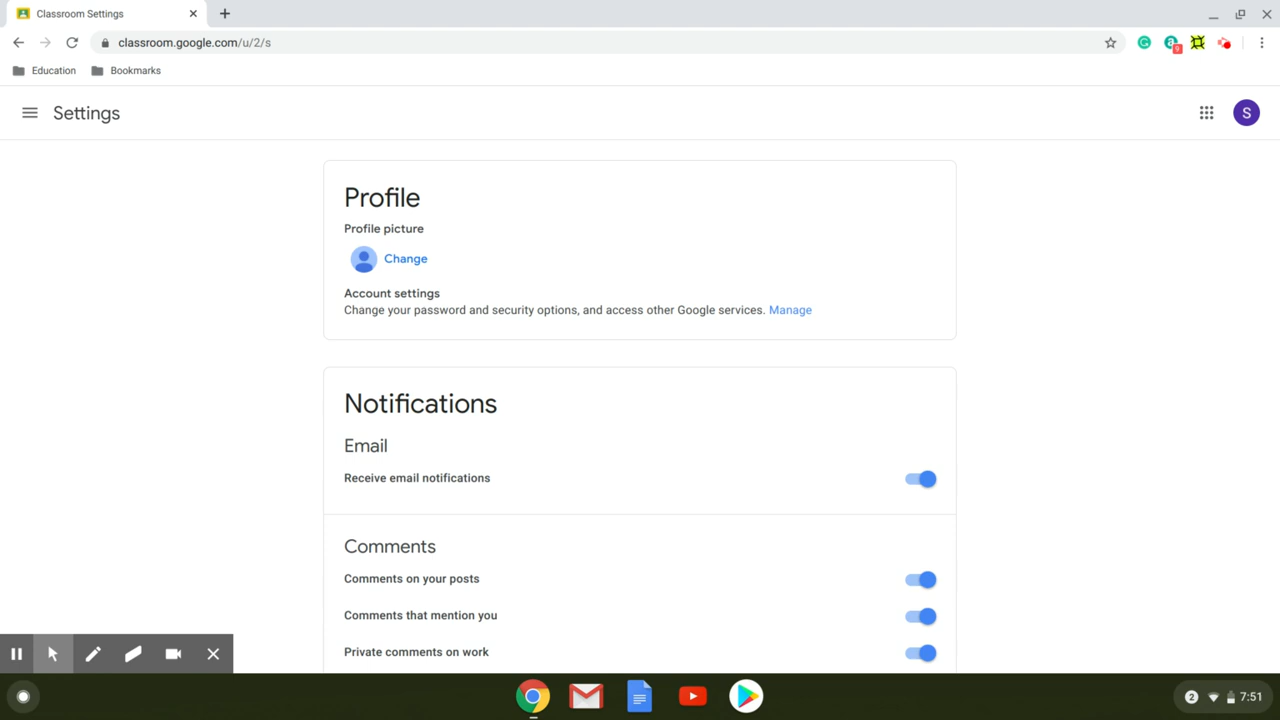 Classroom Settings
classroom.google.com/u/2/s
9
Education
Bookmarks
Settings
S
Profile
Profile picture
Change
Account settings
Change your password and security options, and access other Google services. Manage
Notifications
Email
Receive email notifications
Comments
Comments on your posts
Comments that mention you
Private comments on work
2
7:51